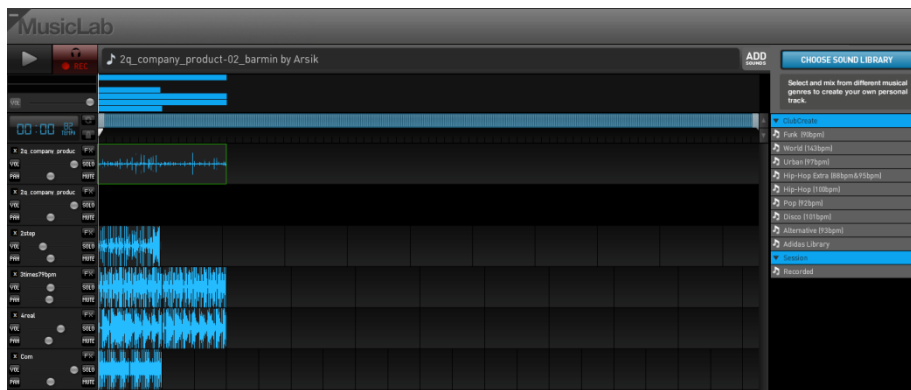 MusicLab
REC
2q_company_product-02_barmin by Arsik
ADD
SOUNDS
CHOOSE SOUND LIBRARY
Select and mix from different musical
genres to create your own personal
track.
VOL
00:00
ClubCreate
Funk (90bpm)
World (143bpm)
Urban (97bpm)
Hip-Hop Extra (88bpm&95bpm)
Hip-Hop (100bpm)
Pop (92bpm)
Disco (101bpm)
Alternative (93bpm)
Adidas Library
Session
Recorded
x 2q company produc FX
VOL SOLO
PAN MUTE
x 2q company produc FX
VOL SOLO
PAN MUTE
x 2step FX
VOL SOLO
PAN MUTE
x 3times79bpm FX
VOL SOLO
PAN MUTE
x 4real FX
VOL SOLO
PAN MUTE
x Com FX
VOL SOLO
PAN MUTE